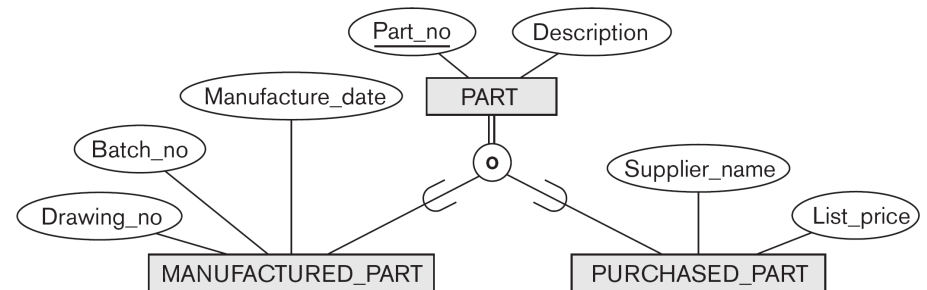 Part_no
Description
PART
Manufacture_date
Batch_no
o
Supplier_name
Drawing_no
List_price
MANUFACTURED_PART
PURCHASED_PART